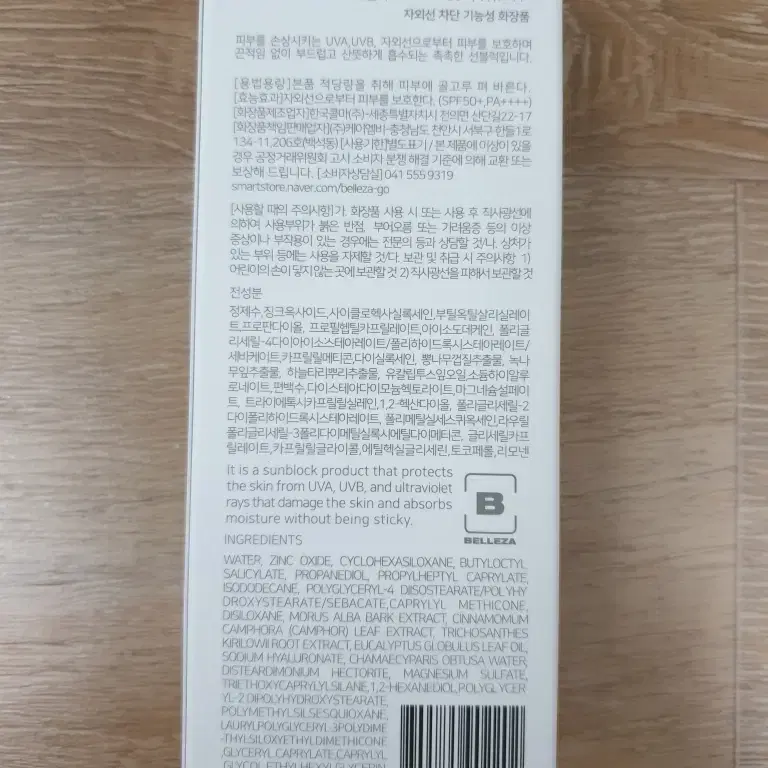 자외선 차단 기능성 화장품
피부를 손상시키는 UVA,UVB, 자외선으로부터 피부를 보호하며
끈적임 없이 부드럽고 산뜻하게 흡수되는 촉촉한 선블럭입니다.
[용법용량]본품 적당량을 취해 피부에 골고루 펴 바른다.
[효능효과]자외선으로부터 피부를 보호한다. (SPF50+,PA++++)
[화장품제조업자]한국콜마(주)-세종특별자치시 전의면 산단길22-17
[화장품책임판매업자](주)케이엠비-충청남도 천안시 서북구 한들1로
134-11,206호(백석동) [사용기한]별도표기 / 본 제품에 이상이 있을
경우 공정거래위원회 고시 소비자 분쟁 해결 기준에 의해 교환 또는
보상해 드립니다. [소비자상담실] 041 555 9319
smartstore.naver.com/belleza-go
[사용할 때의 주의사항]가. 화장품 사용 시 또는 사용 후 직사광선에
의하여 사용부위가 붉은 반점, 부어오름 또는 가려움증 등의 이상
증상이나 부작용이 있는 경우에는 전문의 등과 상담할 것/나. 상처가
있는 부위 등에는 사용을 자제할 것/다. 보관 및 취급 시 주의사항 1)
어린이의 손이 닿지 않는 곳에 보관할 것 2) 직사광선을 피해서 보관할 것
전성분
정제수,징크옥사이드,사이클로헥사실록세인,부틸옥틸살리실레이
트,프로판다이올, 프로필헵틸카프릴레이트,아이소도데케인, 폴리글
리세릴-4다이아이소스테아레이트/폴리하이드록시스테아레이트/
세바케이트,카프릴릴메티콘,다이실록세인, 뽕나무껍질추출물, 녹나
무잎추출물, 하늘타리뿌리추출물, 유칼립투스잎오일,소듐하이알루
로네이트,편백수,다이스테아다이모늄헥토라이트,마그네슘설페이
트, 트라이에톡시카프릴릴실레인,1,2-헥산다이올, 폴리글리세릴-2
다이폴리하이드록시스테아레이트, 폴리메틸실세스퀴옥세인,라우릴
폴리글리세릴-3폴리다이메틸실록시에틸다이메티콘, 글리세릴카프
릴레이트,카프릴릴글라이콜,에틸헥실글리세린,토코페롤,리모넨
it is a sunblock product that protects
the skin from UVA, UVB, and ultraviolet
rays that damage the skin and absorbs
moisture without being sticky.
B
BELLEZA
INGREDIENTS
WATER, ZINC OXIDE, CYCLOHEXASILOXANE, BUTYLOCTYL
SALICYLATE, PROPANEDIOL, PROPYLHEPTYL CAPRYLATE,
ISODODECANE, POLYGLYCERYL-4 DIISOSTEARATE/POLYHY
DROXYSTEARATE/SEBACATE,CAPRYLYL METHICONE,
DISILOXANE, MORUS ALBA BARK EXTRACT, CINNAMOMUM
CAMPHORA (CAMPHOR) LEAF EXTRACT, TRICHOSANTHES
KIRILOWII ROOT EXTRACT, EUCALYPTUS GLOBULUS LEAF OIL,
SODIUM HYALURONATE, CHAMAECYPARIS OBTUSA WATER,
DISTEARDIMONIUM HECTORITE, MAGNESIUM SULFATE,
TRIETHOXYCAPRYLYLSILANE,1,2-HEXANEDIOL,POLYGLYCER
YL-2 DIPOLYHYDROXYSTEARATE,
POLYMETHYLSILSESQUIOXANE,
LAURYLPOLYGLYCERYL-3POLYDIME
-THYLSILOXYETHYLDIMETHICONE
,GLYCERYL CAPRYLATE,CAPRYLYL
GLYCOL,ETHYLHEXYLGLYCERIN,